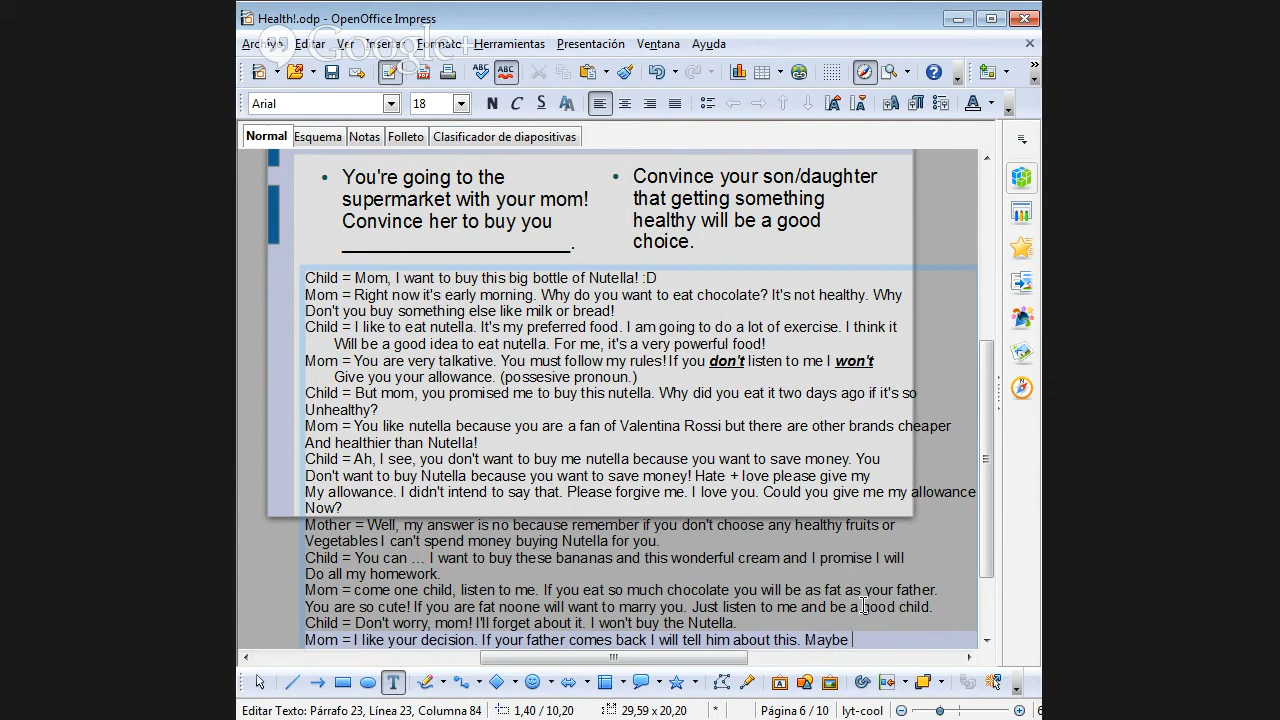 Health!.odp - OpenOffice Impress
Archivo Editar Ver Insertar Formato Herramientas Presentación Ventana Ayuda
Google+
Arial 18 N C S
Normal Esquema Notas Folleto Clasificador de diapositivas
• You're going to the
supermarket with your mom!
Convince her to buy you
____________________.
• Convince your son/daughter
that getting something
healthy will be a good
choice.
Child = Mom, I want to buy this big bottle of Nutella! :D
Mom = Right now it's early morning. Why do you want to eat chocolate? It's not healthy. Why
Don't you buy something else like milk or bread!
Child = I like to eat nutella. It's my preferred food. I am going to do a lot of exercise. I think it
Will be a good idea to eat nutella. For me, it's a very powerful food!
Mom = You are very talkative. You must follow my rules! If you don't listen to me I won't
Give you your allowance. (possesive pronoun.)
Child = But mom, you promised me to buy this nutella. Why did you eat it two days ago if it's so
Unhealthy?
Mom = You like nutella because you are a fan of Valentina Rossi but there are other brands cheaper
And healthier than Nutella!
Child = Ah, I see, you don't want to buy me nutella because you want to save money. You
Don't want to buy Nutella because you want to save money! Hate + love please give my
My allowance. I didn't intend to say that. Please forgive me. I love you. Could you give me my allowance
Now?
Mother = Well, my answer is no because remember if you don't choose any healthy fruits or
Vegetables I can't spend money buying Nutella for you.
Child = You can … I want to buy these bananas and this wonderful cream and I promise I will
Do all my homework.
Mom = come one child, listen to me. If you eat so much chocolate you will be as fat as your father.
You are so cute! If you are fat noone will want to marry you. Just listen to me and be a good child.
Child = Don't worry, mom! I'll forget about it. I won't buy the Nutella.
Mom = I like your decision. If your father comes back I will tell him about this. Maybe
Editar Texto: Párrafo 23, Línea 23, Columna 84 1,40 / 10,20 29,59 x 20,20 * Página 6 / 10 lyt-cool 6